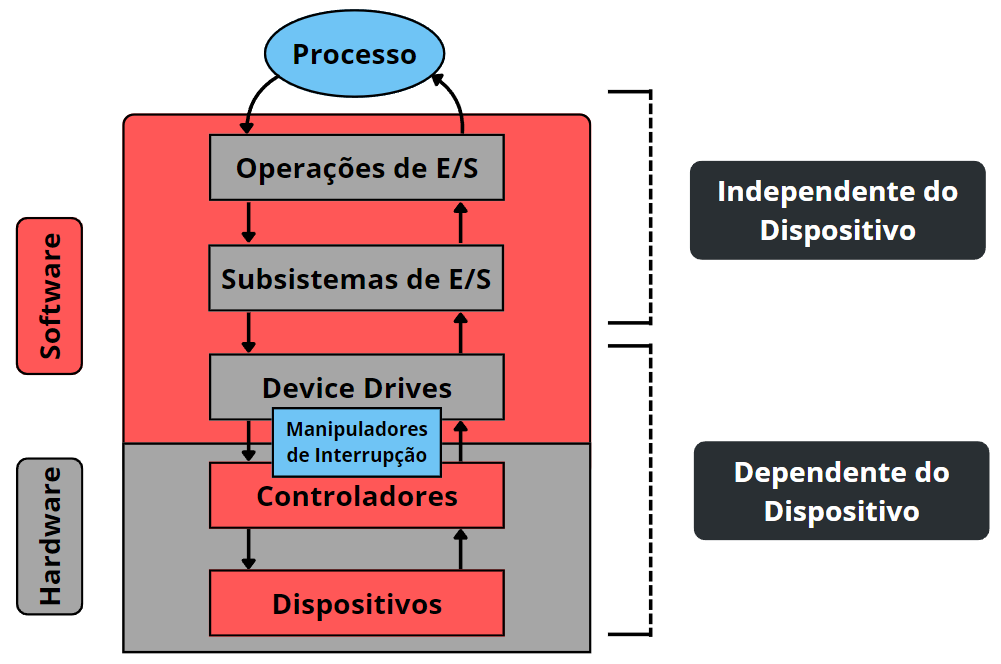 Processo
Operações de E/S
Subsistemas de E/S
Device Drives
Manipuladores
de Interrupção
Controladores
Dispositivos
Software
Hardware
Independente do
Dispositivo
Dependente do
Dispositivo